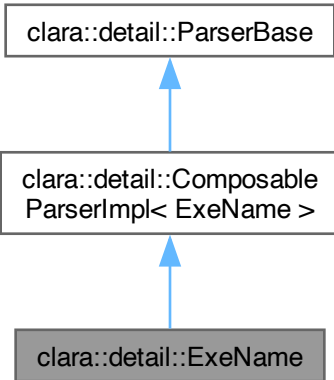 clara::detail::ParserBase
clara::detail::Composable
ParserImpl< ExeName >
clara::detail::ExeName